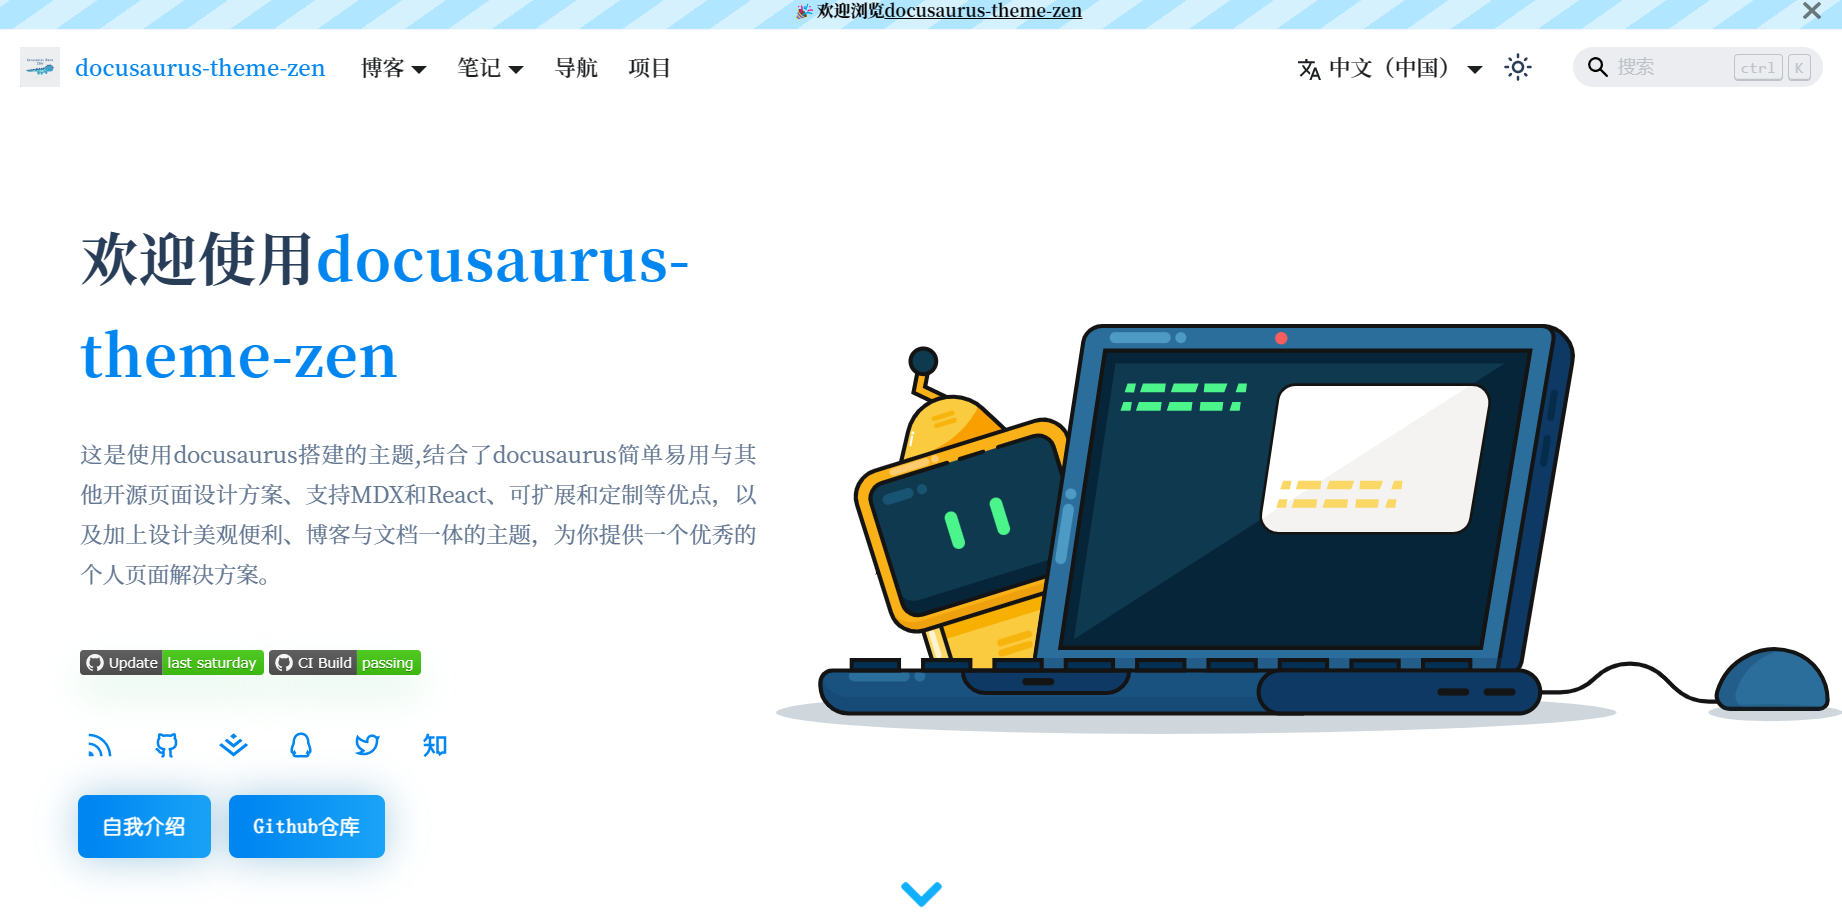 🎉 欢迎浏览docusaurus-theme-zen
docusaurus-theme-zen 博客 笔记 导航 项目 中文（中国） 搜索 ctrl K
欢迎使用docusaurus-
theme-zen
这是使用docusaurus搭建的主题,结合了docusaurus简单易用与其
他开源页面设计方案、支持MDX和React、可扩展和定制等优点，以
及加上设计美观便利、博客与文档一体的主题，为你提供一个优秀的
个人页面解决方案。
Update last saturday CI Build passing
知
自我介绍 Github仓库